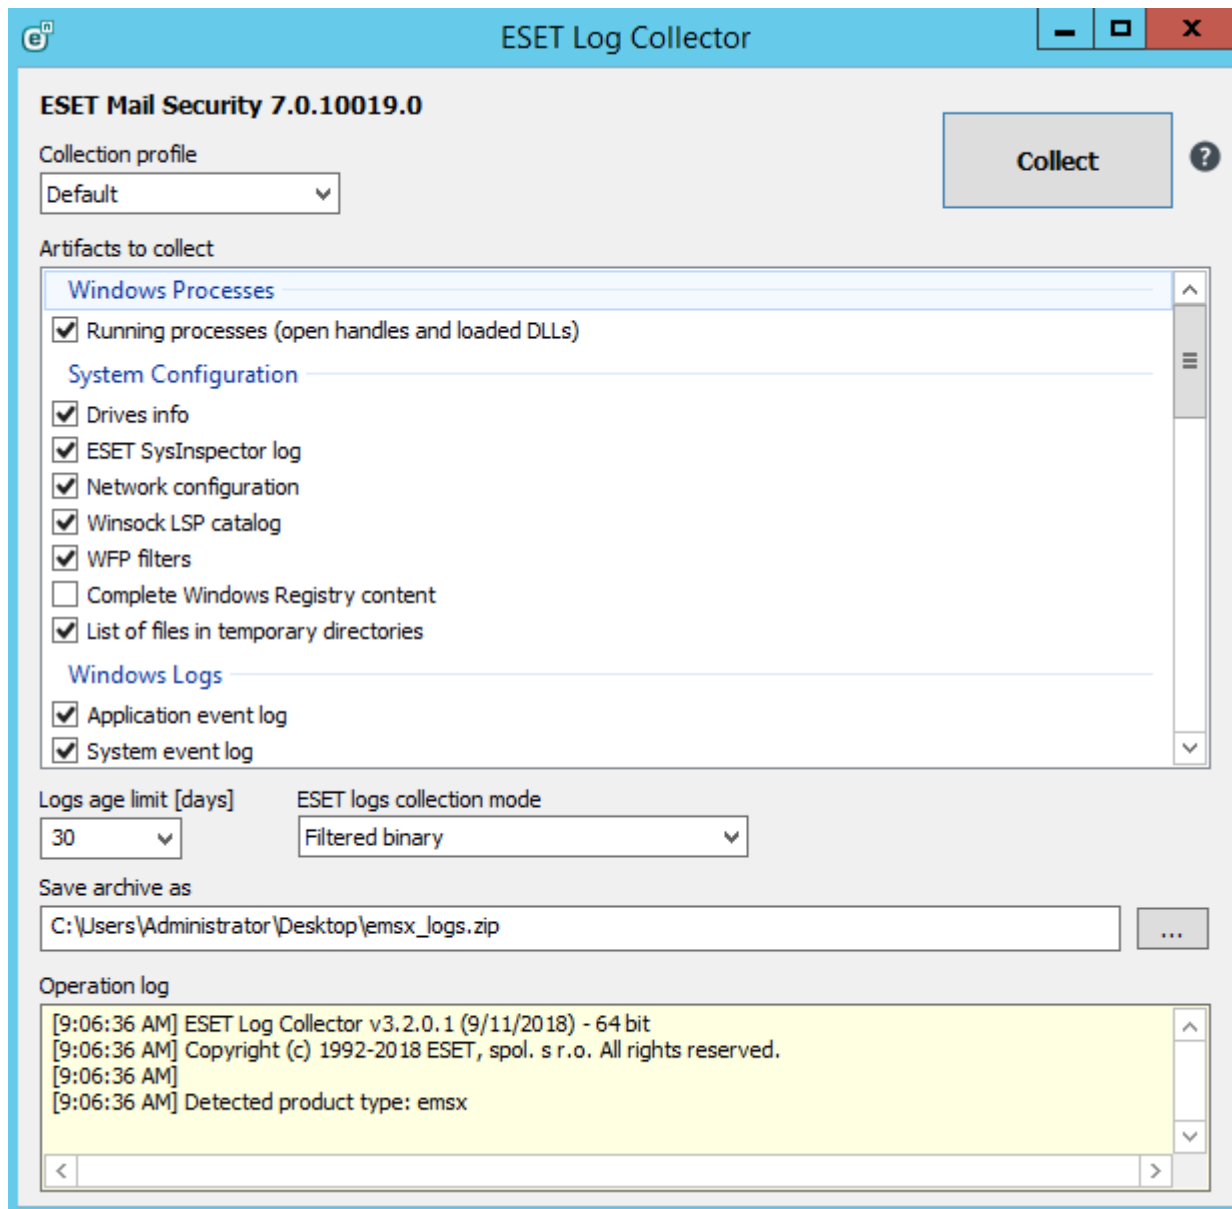 ESET Log Collector
ESET Mail Security 7.0.10019.0
Collection profile
Default
Collect
?
Artifacts to collect
Windows Processes
Running processes (open handles and loaded DLLs)
System Configuration
Drives info
ESET SysInspector log
Network configuration
Winsock LSP catalog
WFP filters
Complete Windows Registry content
List of files in temporary directories
Windows Logs
Application event log
System event log
Logs age limit [days]
ESET logs collection mode
30
Filtered binary
Save archive as
C:\Users\Administrator\Desktop\emsx_logs.zip
...
Operation log
[9:06:36 AM] ESET Log Collector v3.2.0.1 (9/11/2018) - 64 bit
[9:06:36 AM] Copyright (c) 1992-2018 ESET, spol. s r.o. All rights reserved.
[9:06:36 AM]
[9:06:36 AM] Detected product type: emsx